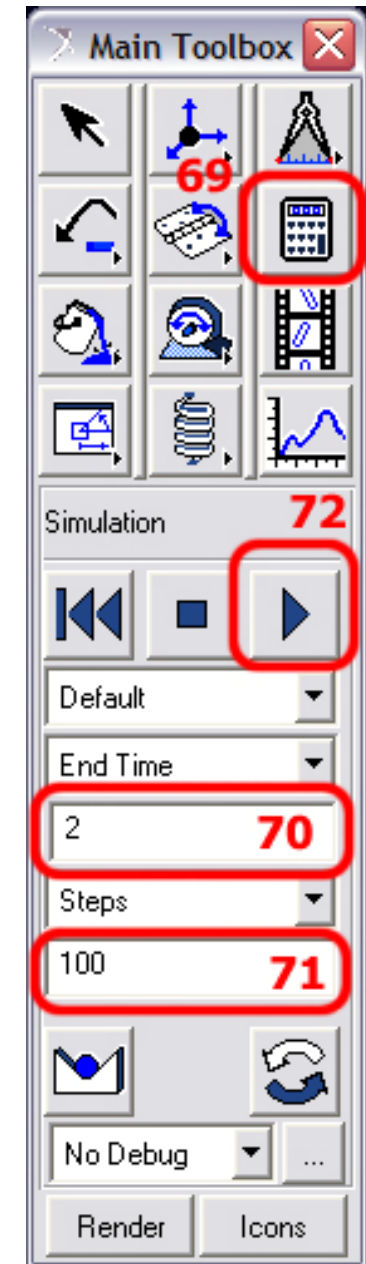 Main Toolbox
69
Simulation
72
Default
End Time
2
70
Steps
100
71
No Debug
...
Render
Icons